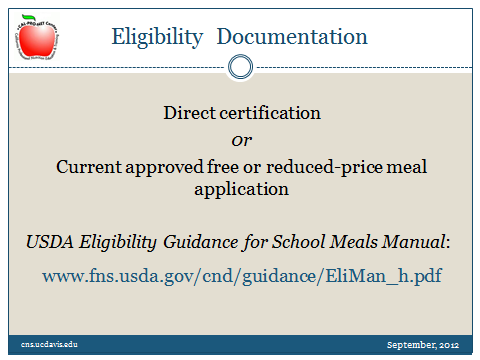 Eligibility Documentation
Direct certification
or
Current approved free or reduced-price meal
application
USDA Eligibility Guidance for School Meals Manual:
www.fns.usda.gov/cnd/guidance/EliMan_h.pdf
cns.ucdavis.edu
September, 2012